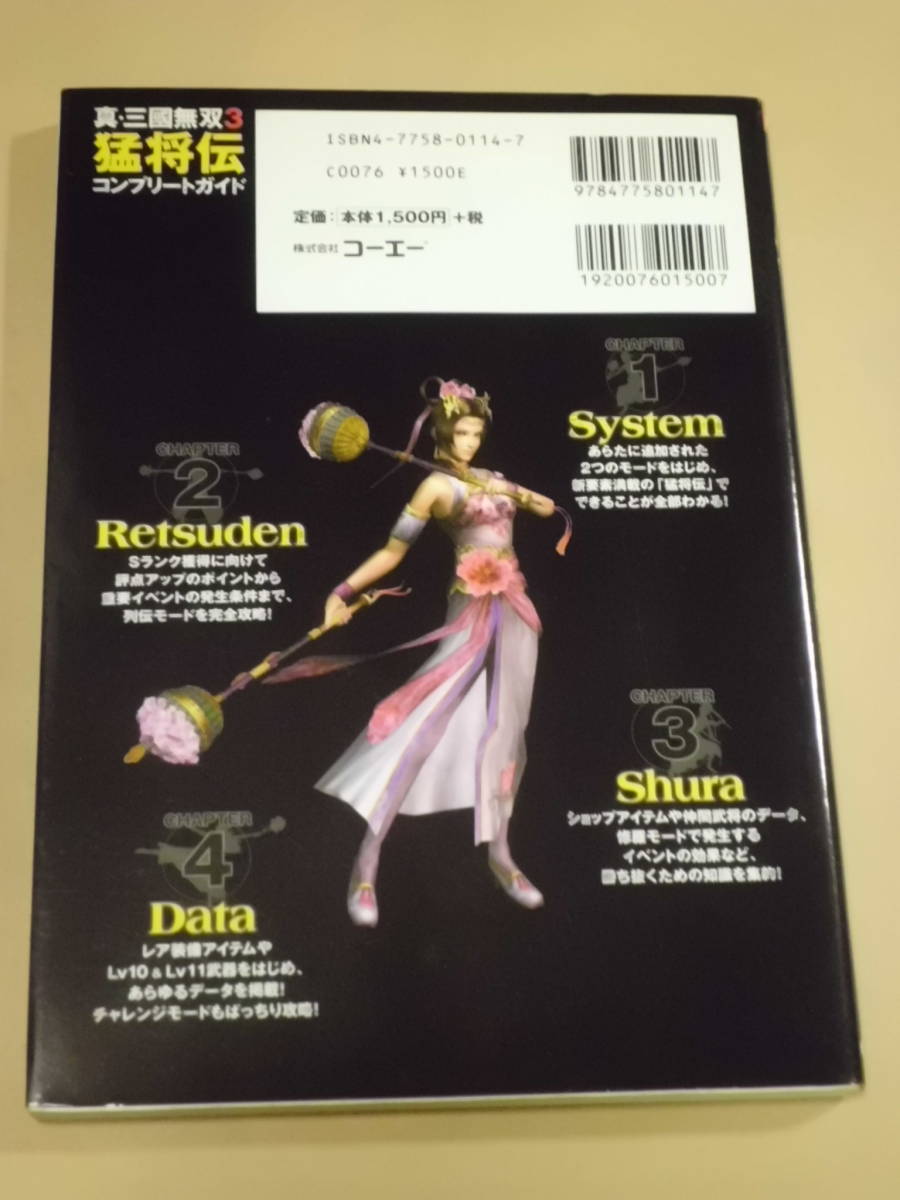 真・三國無双3
猛将伝
コンプリートガイド
ISBN4-7758-0114-7
C0076 ¥1500E
定価: 本体1,500円 +税
株式会社 コーエー
9784775801147
1920076015007
CHAPTER
1
System
あらたに追加された
2つのモードをはじめ、
新要素満載の「猛将伝」で
できることが全部わかる!
CHAPTER
2
Retsuden
Sランク獲得に向けて
評点アップのポイントから
重要イベントの発生条件まで、
列伝モードを完全攻略!
CHAPTER
3
Shura
ショップアイテムや仲間武将のデータ、
修羅モードで発生する
イベントの効果など、
勝ち抜くための知識を集約!
CHAPTER
4
Data
レア装備アイテムや
Lv10 & Lv11武器をはじめ、
あらゆるデータを掲載!
チャレンジモードもばっちり攻略!